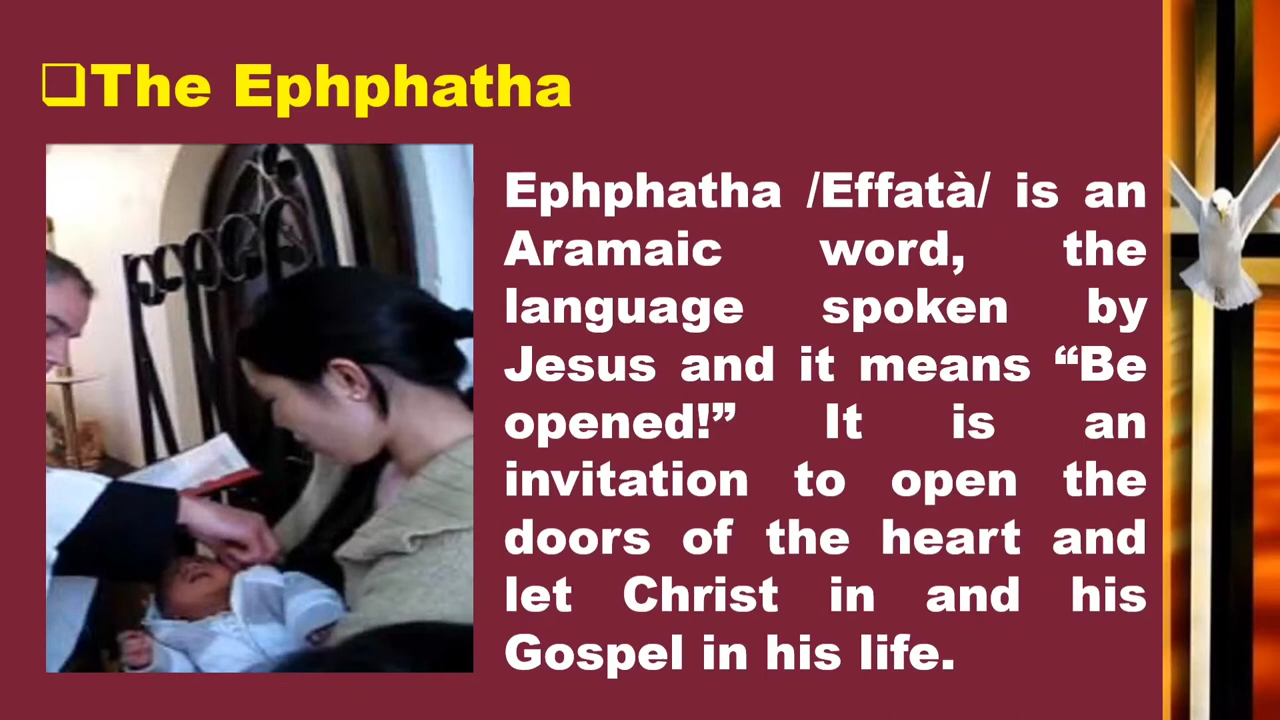 ❑The Ephphatha
Ephphatha /Effatà/ is an
Aramaic word, the
language spoken by
Jesus and it means “Be
opened!” It is an
invitation to open the
doors of the heart and
let Christ in and his
Gospel in his life.